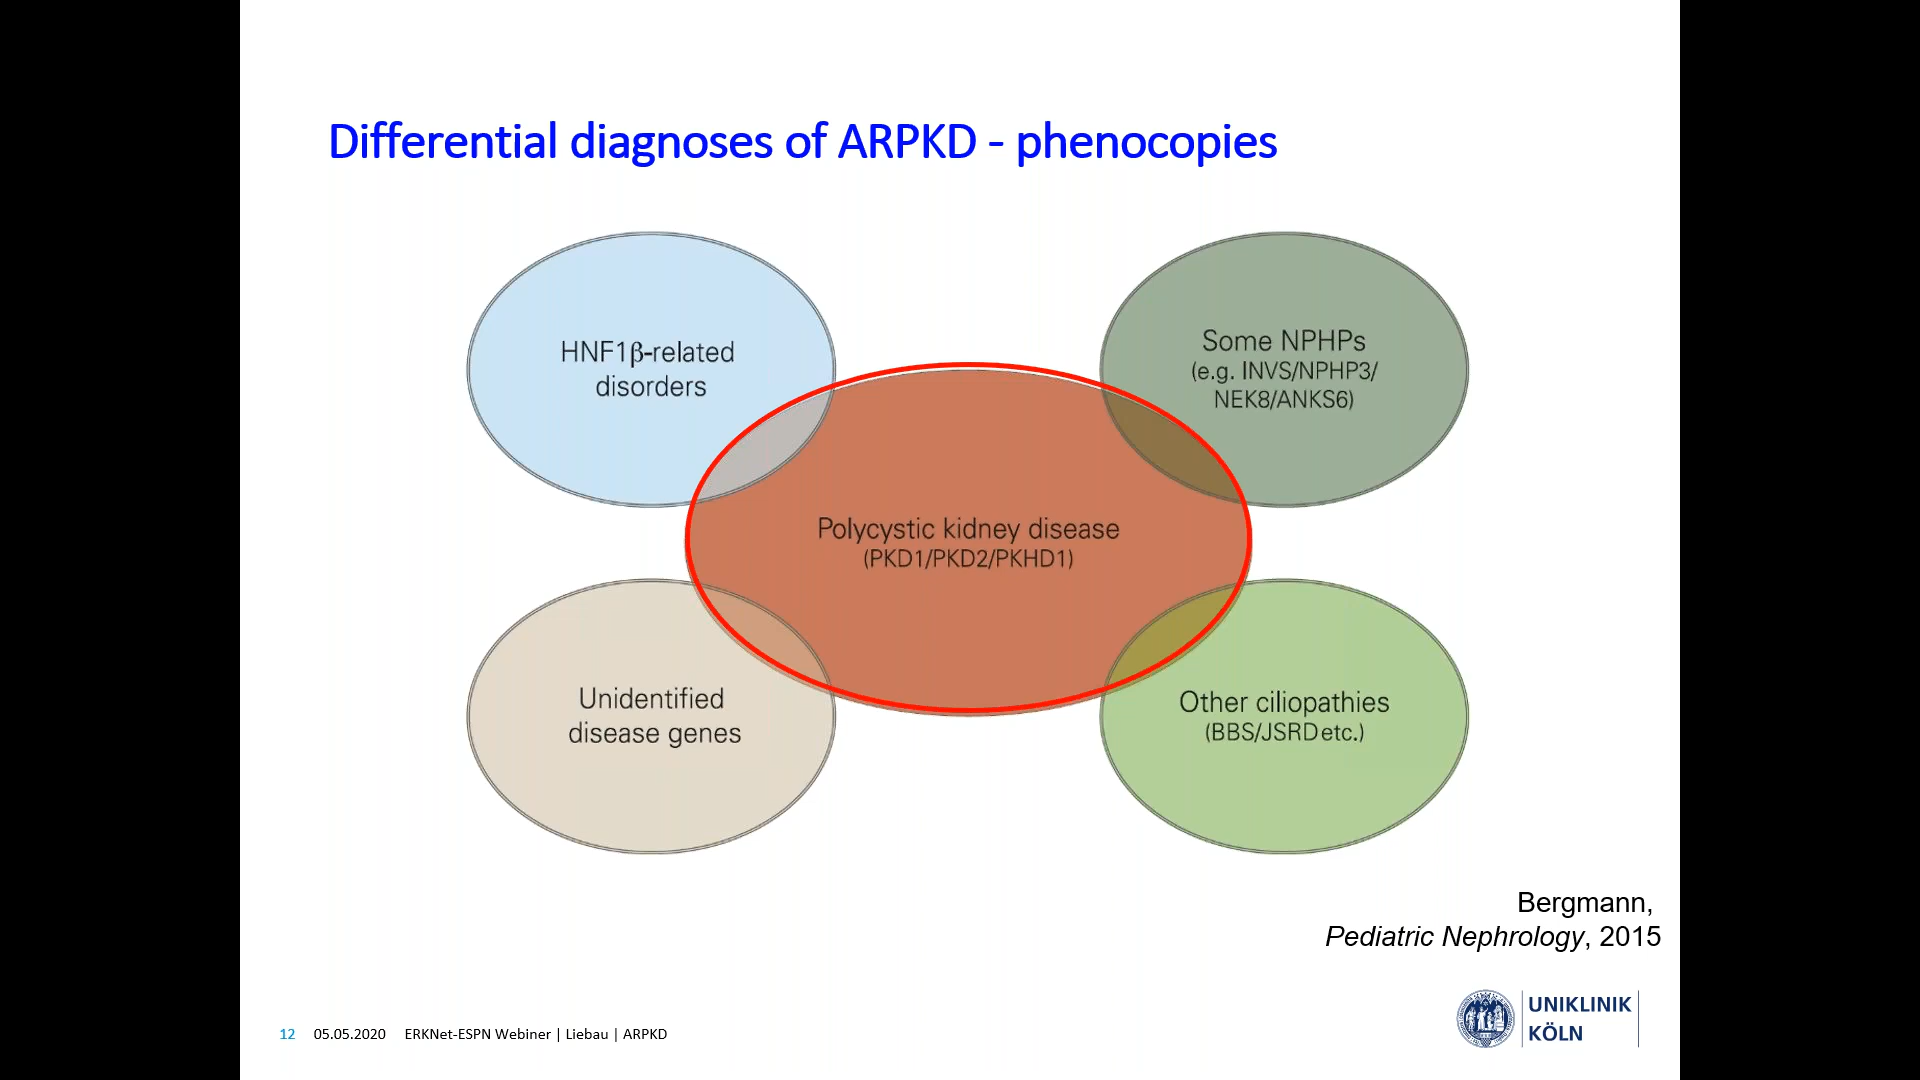 Differential diagnoses of ARPKD - phenocopies
HNF1β-related
disorders
Some NPHPs
(e.g. INVS/NPHP3/
NEK8/ANKS6)
Polycystic kidney disease
(PKD1/PKD2/PKHD1)
Unidentified
disease genes
Other ciliopathies
(BBS/JSRD etc.)
Bergmann,
Pediatric Nephrology, 2015
12 05.05.2020 ERKNet-ESPN Webiner | Liebau | ARPKD
UNIKLINIK
KÖLN